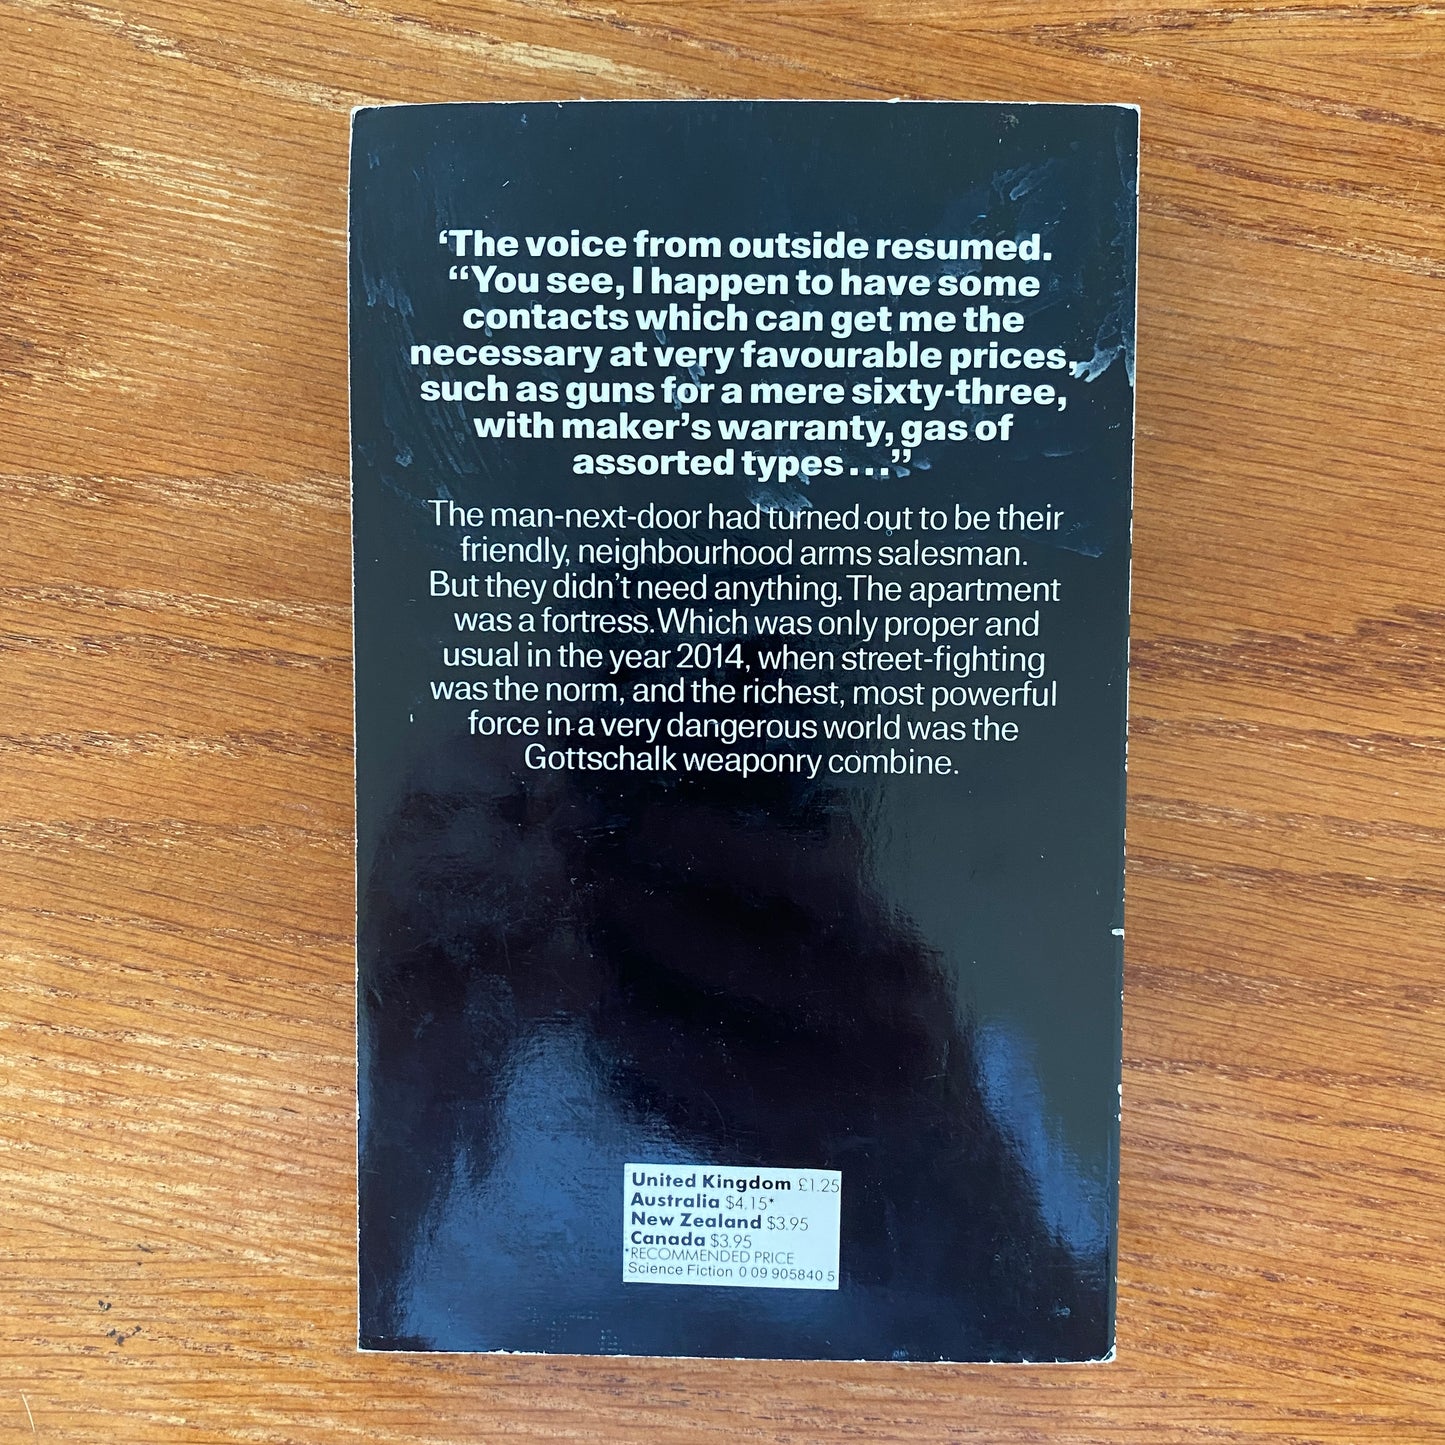 ‘The voice from outside resumed.
“You see, I happen to have some
contacts which can get me the
necessary at very favourable prices,
such as guns for a mere sixty-three,
with maker’s warranty, gas of
assorted types...”
The man-next-door had turned out to be their
friendly, neighbourhood arms salesman.
But they didn’t need anything. The apartment
was a fortress. Which was only proper and
usual in the year 2014, when street-fighting
was the norm, and the richest, most powerful
force in a very dangerous world was the
Gottschalk weaponry combine.
United Kingdom £1.25
Australia $4.15*
New Zealand $3.95
Canada $3.95
*RECOMMENDED PRICE
Science Fiction 0 09 905840 5